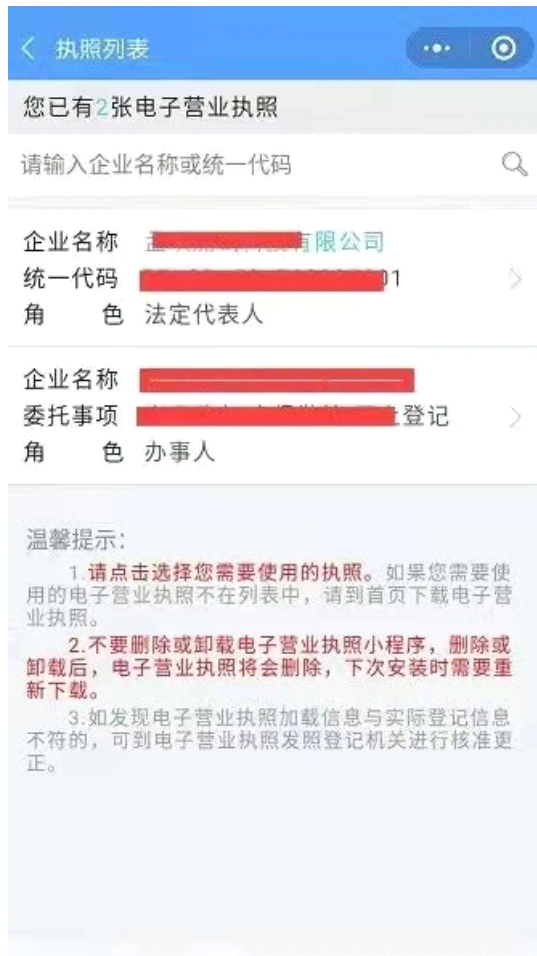 执照列表
您已有2张电子营业执照
请输入企业名称或统一代码
企业名称 有限公司
统一代码 01
角 色 法定代表人
企业名称
委托事项 登记
角 色 办事人
温馨提示：
1.请点击选择您需要使用的执照。如果您需要使
用的电子营业执照不在列表中，请到首页下载电子营
业执照。
2.不要删除或卸载电子营业执照小程序，删除或
卸载后，电子营业执照将会删除，下次安装时需要重
新下载。
3.如发现电子营业执照加载信息与实际登记信息
不符的，可到电子营业执照发照登记机关进行核准更
正。